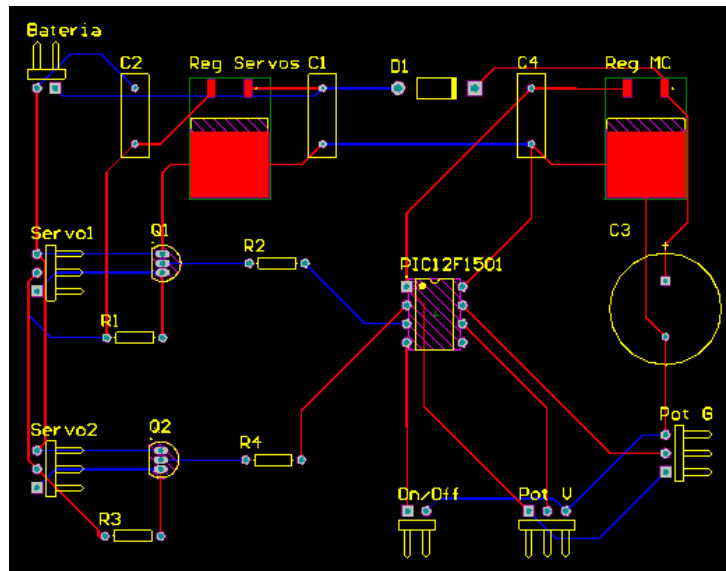 Bateria
C2
Reg Servos
C1
D1
C4
Reg MC
Servo1
Q1
R2
PIC12F1501
C3
+
R1
Servo2
Q2
R4
Pot G
On/Off
Pot V
R3